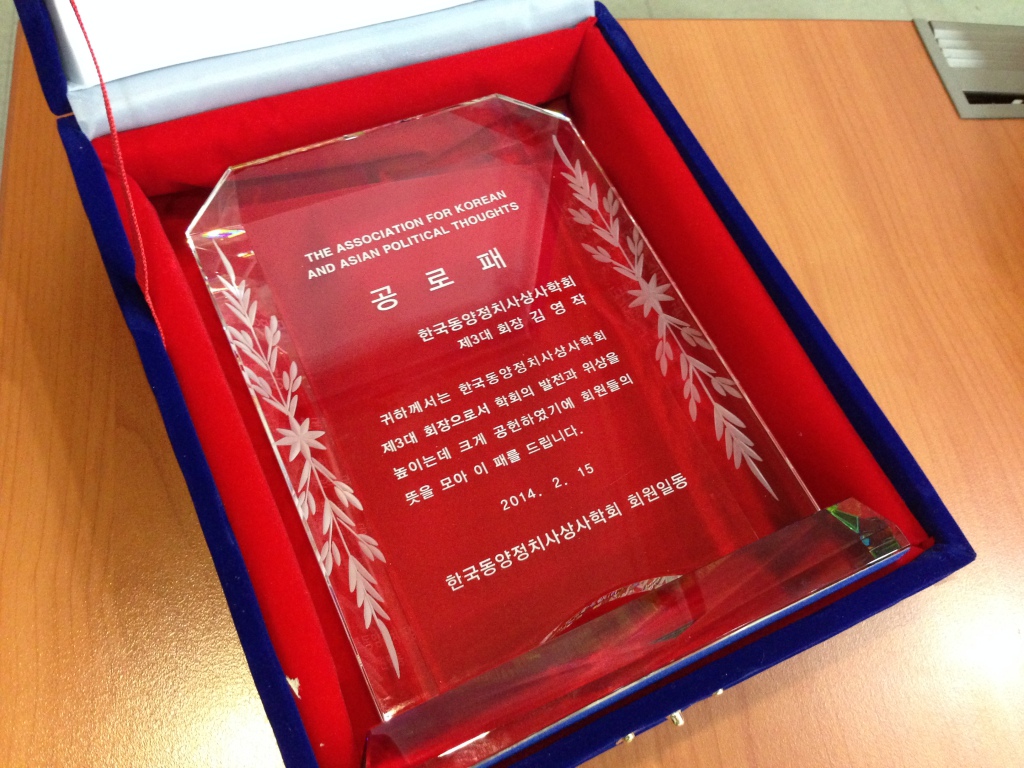 THE ASSOCIATION FOR KOREAN
AND ASIAN POLITICAL THOUGHTS
공 로 패
한국동양정치사상사학회
제3대 회장 김 영 작
귀하께서는 한국동양정치사상사학회
제3대 회장으로서 학회의 발전과 위상을
높이는데 크게 공헌하였기에 회원들의
뜻을 모아 이 패를 드립니다.
2014. 2. 15
한국동양정치사상사학회 회원일동